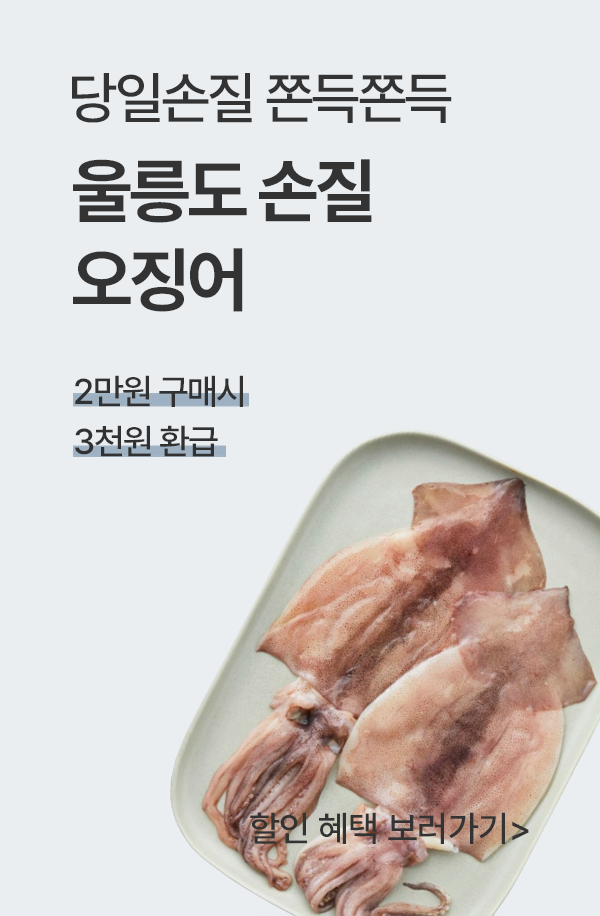 당일손질 쫀득쫀득
울릉도 손질
오징어
2만원 구매시
3천원 환급
할인 혜택 보러가기>